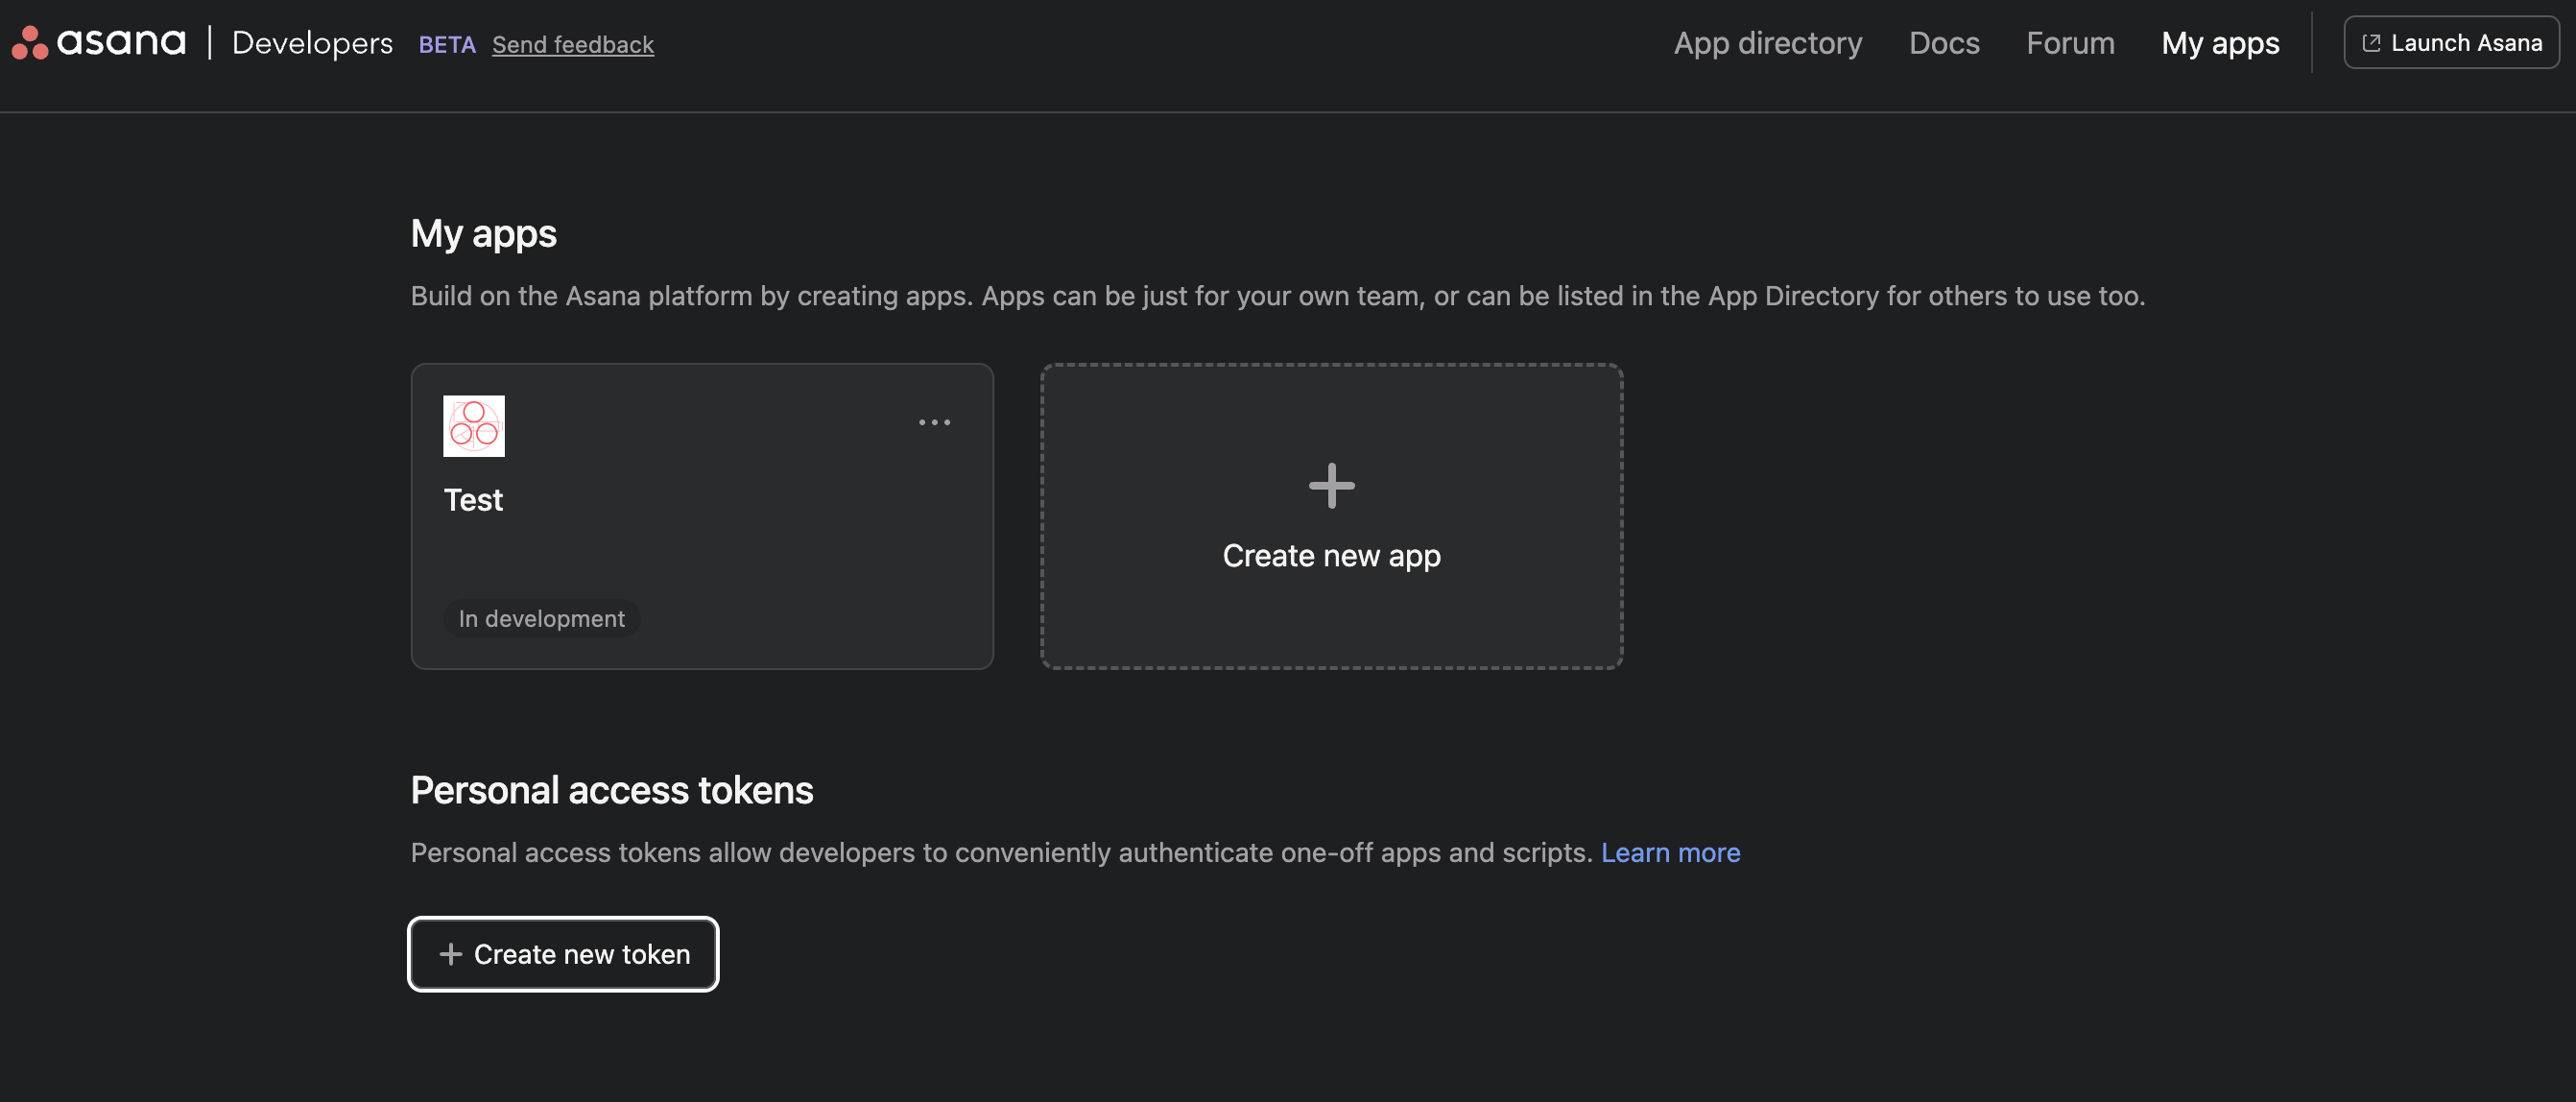 asana | Developers BETA Send feedback App directory Docs Forum My apps Launch Asana
My apps
Build on the Asana platform by creating apps. Apps can be just for your own team, or can be listed in the App Directory for others to use too.
Test
In development
Create new app
Personal access tokens
Personal access tokens allow developers to conveniently authenticate one-off apps and scripts. Learn more
Create new token